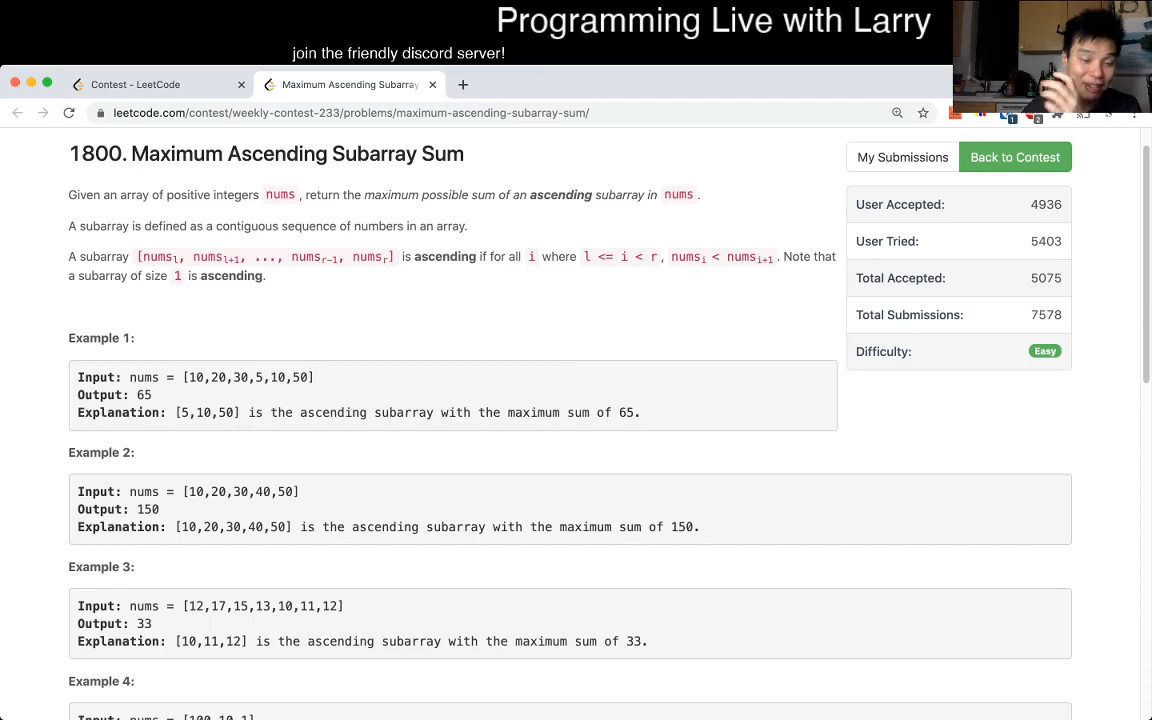 Programming Live with Larry
join the friendly discord server!
Contest - LeetCode
Maximum Ascending Subarray
leetcode.com/contest/weekly-contest-233/problems/maximum-ascending-subarray-sum/
1
2
1800. Maximum Ascending Subarray Sum
My Submissions
Back to Contest
Given an array of positive integers nums, return the maximum possible sum of an ascending subarray in nums.
A subarray is defined as a contiguous sequence of numbers in an array.
A subarray [numsl, numsl+1, ..., numsr-1, numsr] is ascending if for all i where l <= i < r, numsi < numsi+1. Note that
a subarray of size 1 is ascending.
User Accepted: 4936
User Tried: 5403
Total Accepted: 5075
Total Submissions: 7578
Difficulty: Easy
Example 1:
Input: nums = [10,20,30,5,10,50]
Output: 65
Explanation: [5,10,50] is the ascending subarray with the maximum sum of 65.
Example 2:
Input: nums = [10,20,30,40,50]
Output: 150
Explanation: [10,20,30,40,50] is the ascending subarray with the maximum sum of 150.
Example 3:
Input: nums = [12,17,15,13,10,11,12]
Output: 33
Explanation: [10,11,12] is the ascending subarray with the maximum sum of 33.
Example 4:
Input: nums = [100,10,1]